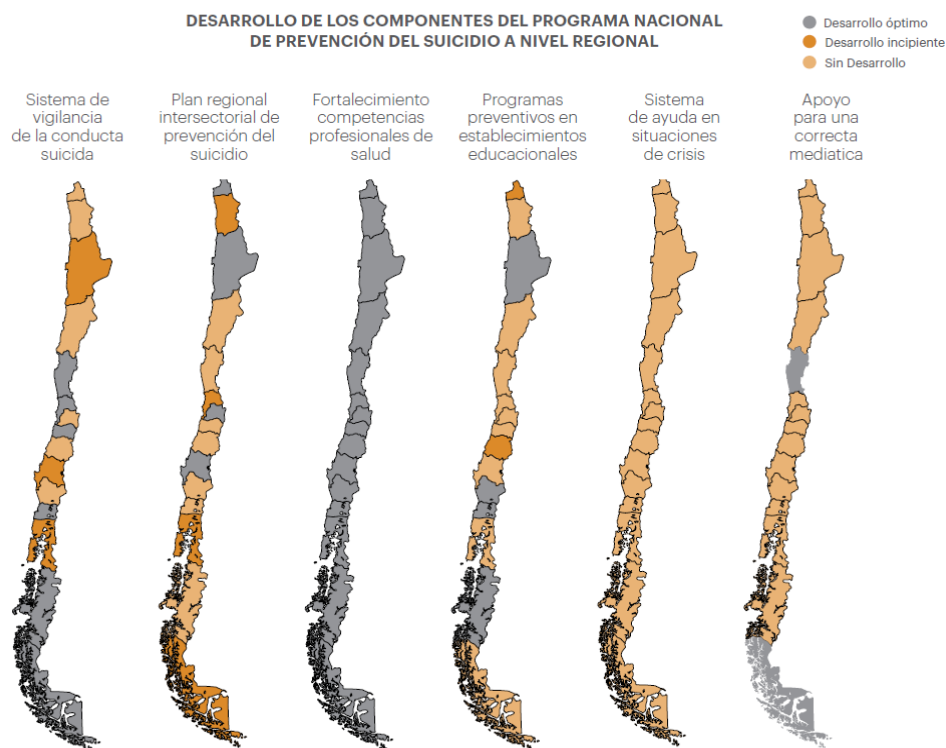 DESARROLLO DE LOS COMPONENTES DEL PROGRAMA NACIONAL
DE PREVENCIÓN DEL SUICIDIO A NIVEL REGIONAL
Desarrollo óptimo
Desarrollo incipiente
Sin Desarrollo
Sistema de
vigilancia
de la conducta
suicida
Plan regional
intersectorial de
prevención del
suicidio
Fortalecimiento
competencias
profesionales de
salud
Programas
preventivos en
establecimientos
educacionales
Sistema
de ayuda en
situaciones
de crisis
Apoyo
para una
correcta
mediatica